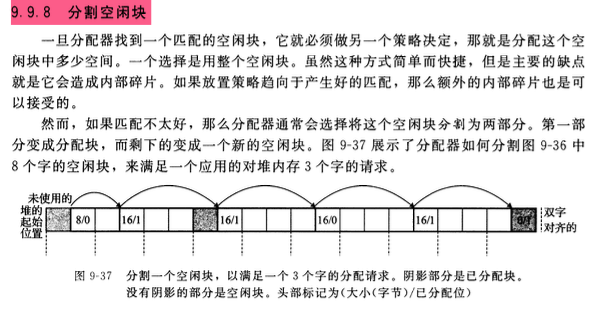 9.9.8 分割空闲块
一旦分配器找到一个匹配的空闲块，它就必须做另一个策略决定，那就是分配这个空
闲块中多少空间。一个选择是用整个空闲块。虽然这种方式简单而快捷，但是主要的缺点
就是它会造成内部碎片。如果放置策略趋向于产生好的匹配，那么额外的内部碎片也是可
以接受的。
然而，如果匹配不太好，那么分配器通常会选择将这个空闲块分割为两部分。第一部
分变成分配块，而剩下的变成一个新的空闲块。图 9-37 展示了分配器如何分割图 9-36 中
8 个字的空闲块，来满足一个应用的对堆内存 3 个字的请求。
未使用的
堆的
起始
位置
8/0 16/1 16/1 16/0 16/1 0/1
双字
对齐的
图 9-37 分割一个空闲块，以满足一个 3 个字的分配请求。阴影部分是已分配块。
没有阴影的部分是空闲块。头部标记为(大小(字节)/已分配位)